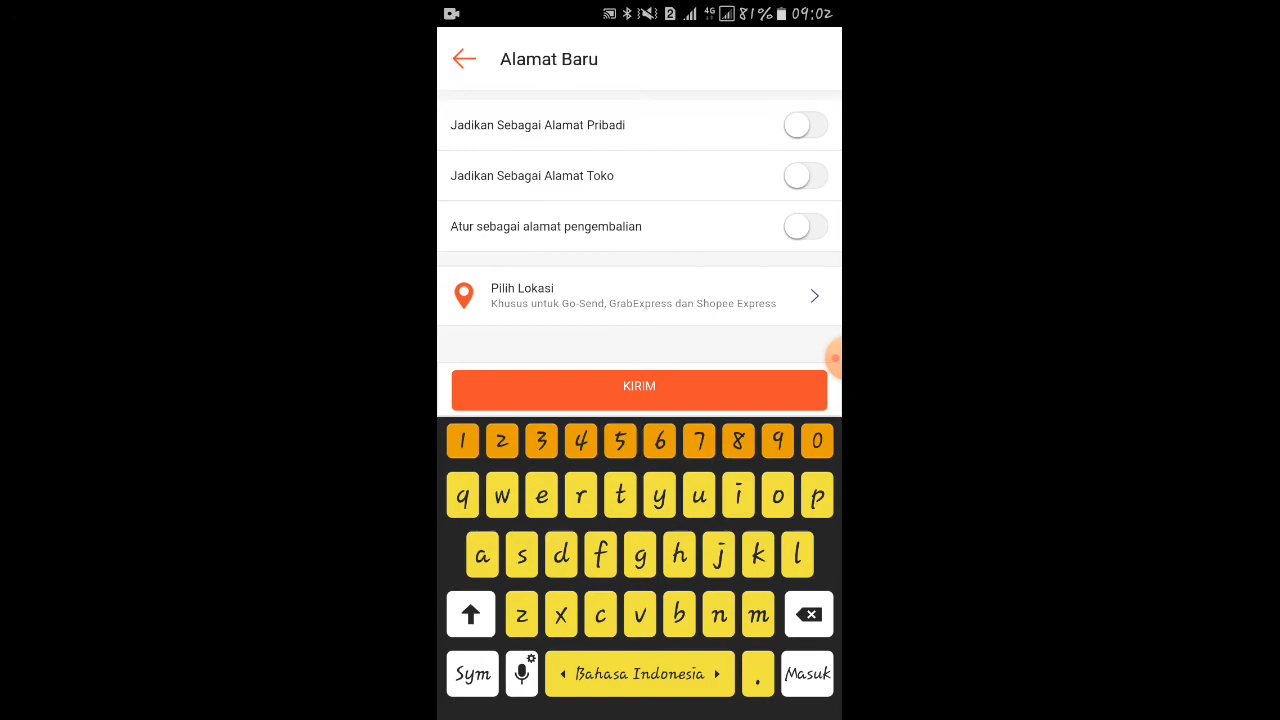 2 4G 81% 09:02
Alamat Baru
Jadikan Sebagai Alamat Pribadi
Jadikan Sebagai Alamat Toko
Atur sebagai alamat pengembalian
Pilih Lokasi
Khusus untuk Go-Send, GrabExpress dan Shopee Express
KIRIM
1 2 3 4 5 6 7 8 9 0
q w e r t y u i o p
a s d f g h j k l
z x c v b n m
Sym Bahasa Indonesia . Masuk